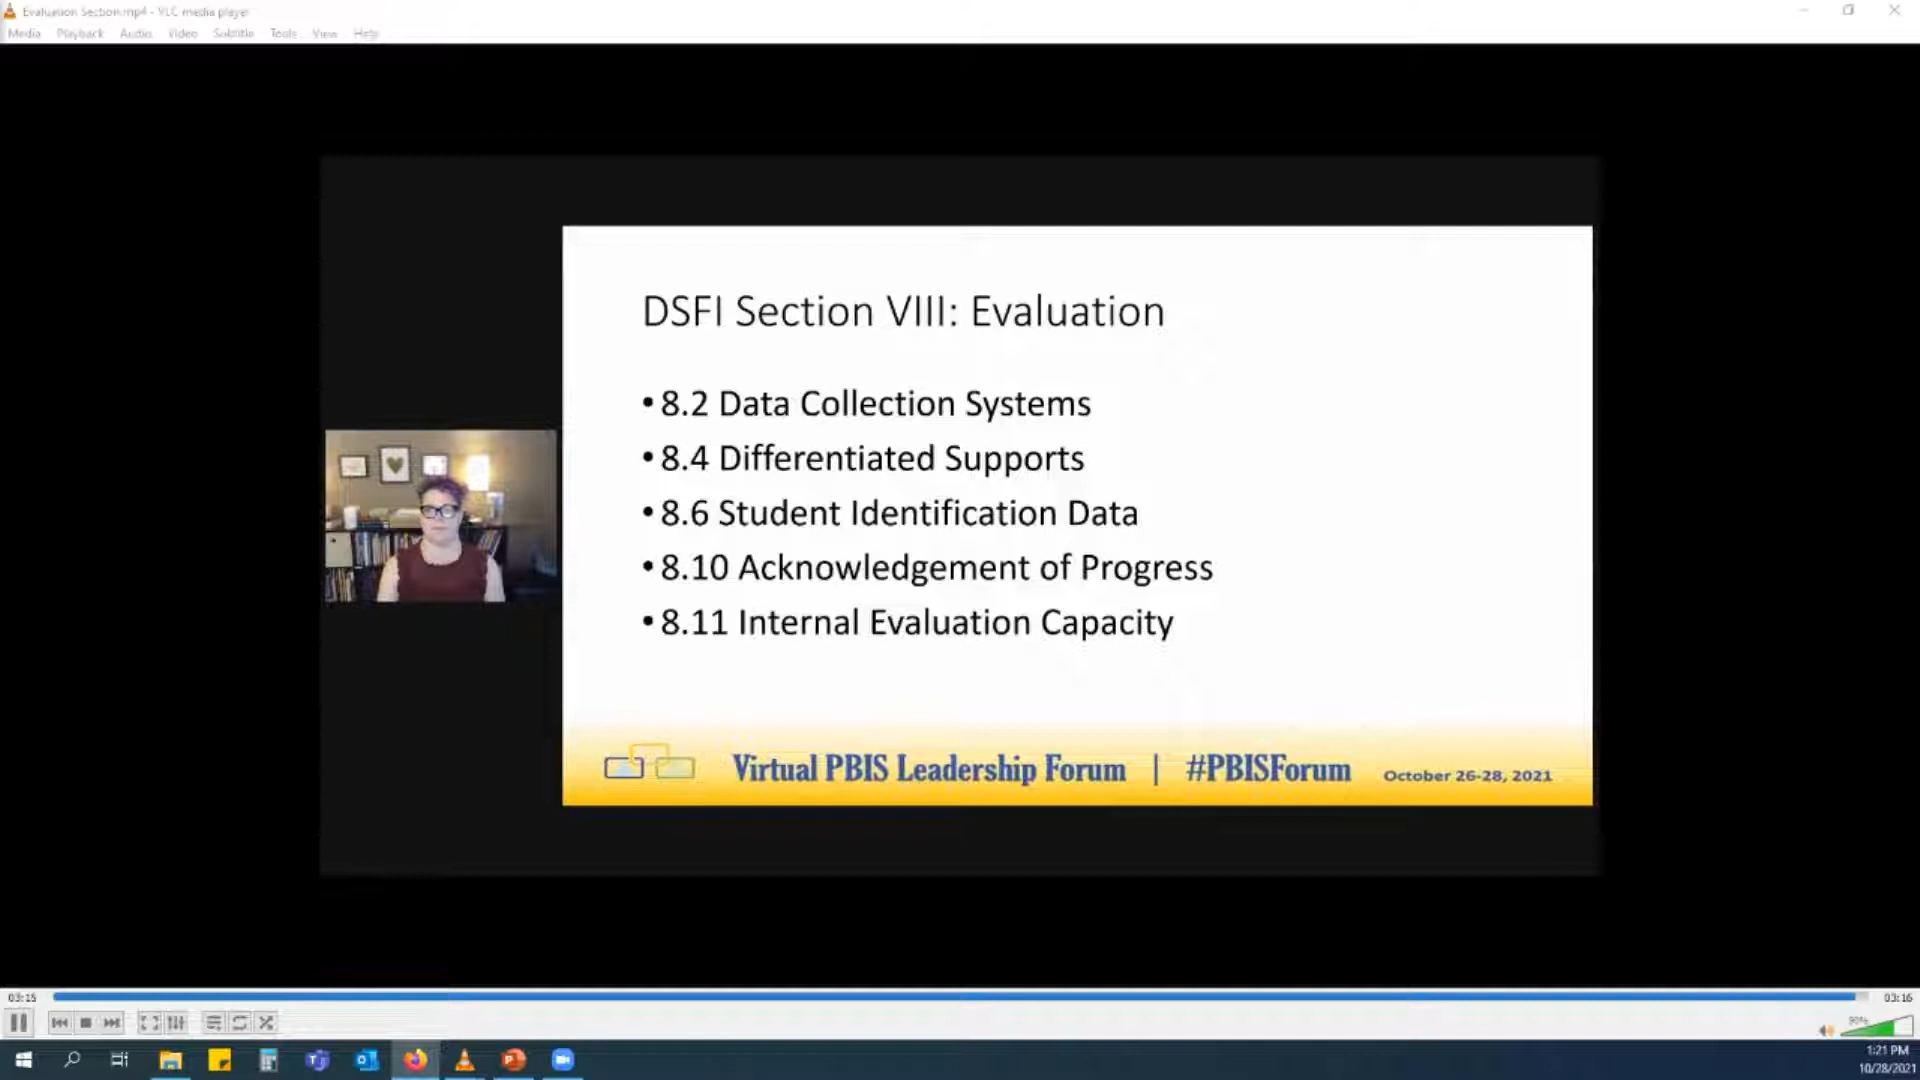 Evaluation Section.mp4 - VLC media player
Media Playback Audio Video Subtitle Tools View Help
DSFI Section VIII: Evaluation
•8.2 Data Collection Systems
•8.4 Differentiated Supports
•8.6 Student Identification Data
•8.10 Acknowledgement of Progress
•8.11 Internal Evaluation Capacity
Virtual PBIS Leadership Forum | #PBISForum October 26-28, 2021
03:15 03:16
90%
1:21 PM
10/28/2021